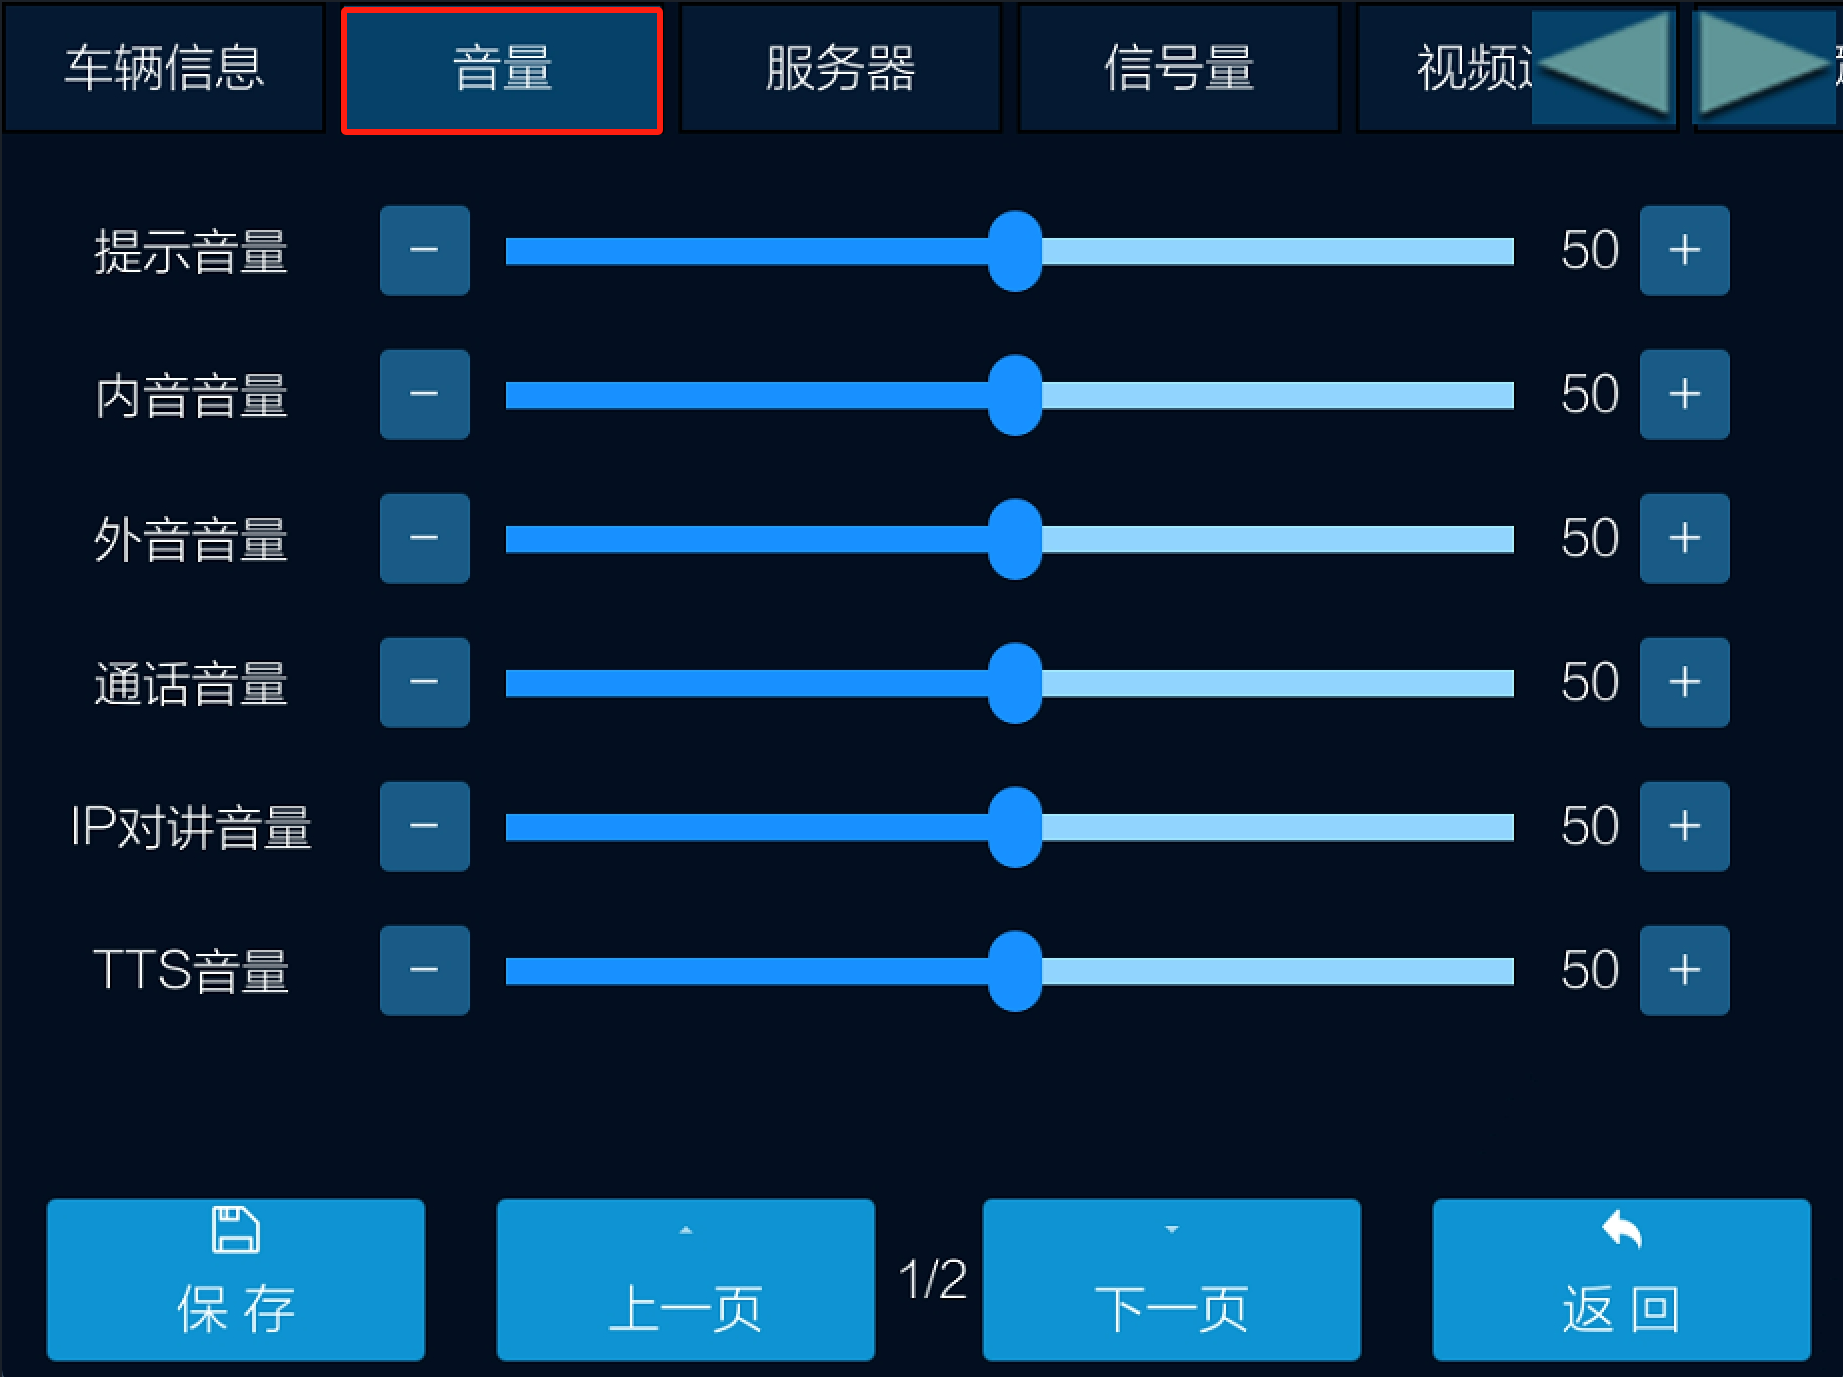 车辆信息 音量 服务器 信号量 视频
提示音量 − 50 +
内音音量 − 50 +
外音音量 − 50 +
通话音量 − 50 +
IP对讲音量 − 50 +
TTS音量 − 50 +
保 存 上一页 1/2 下一页 返 回